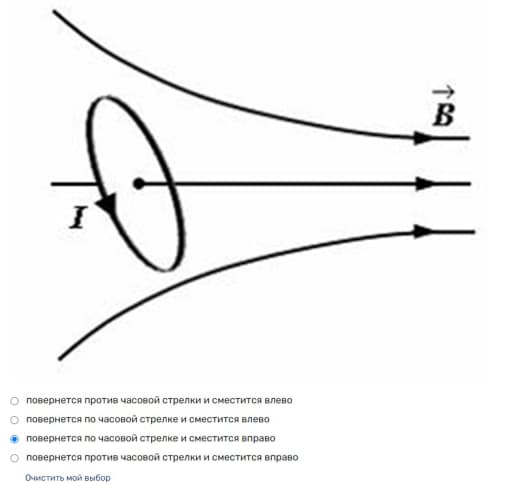 B
I
повернется против часовой стрелки и сместится влево
повернется по часовой стрелке и сместится влево
повернется по часовой стрелке и сместится вправо
повернется против часовой стрелки и сместится вправо
Очистить мой выбор